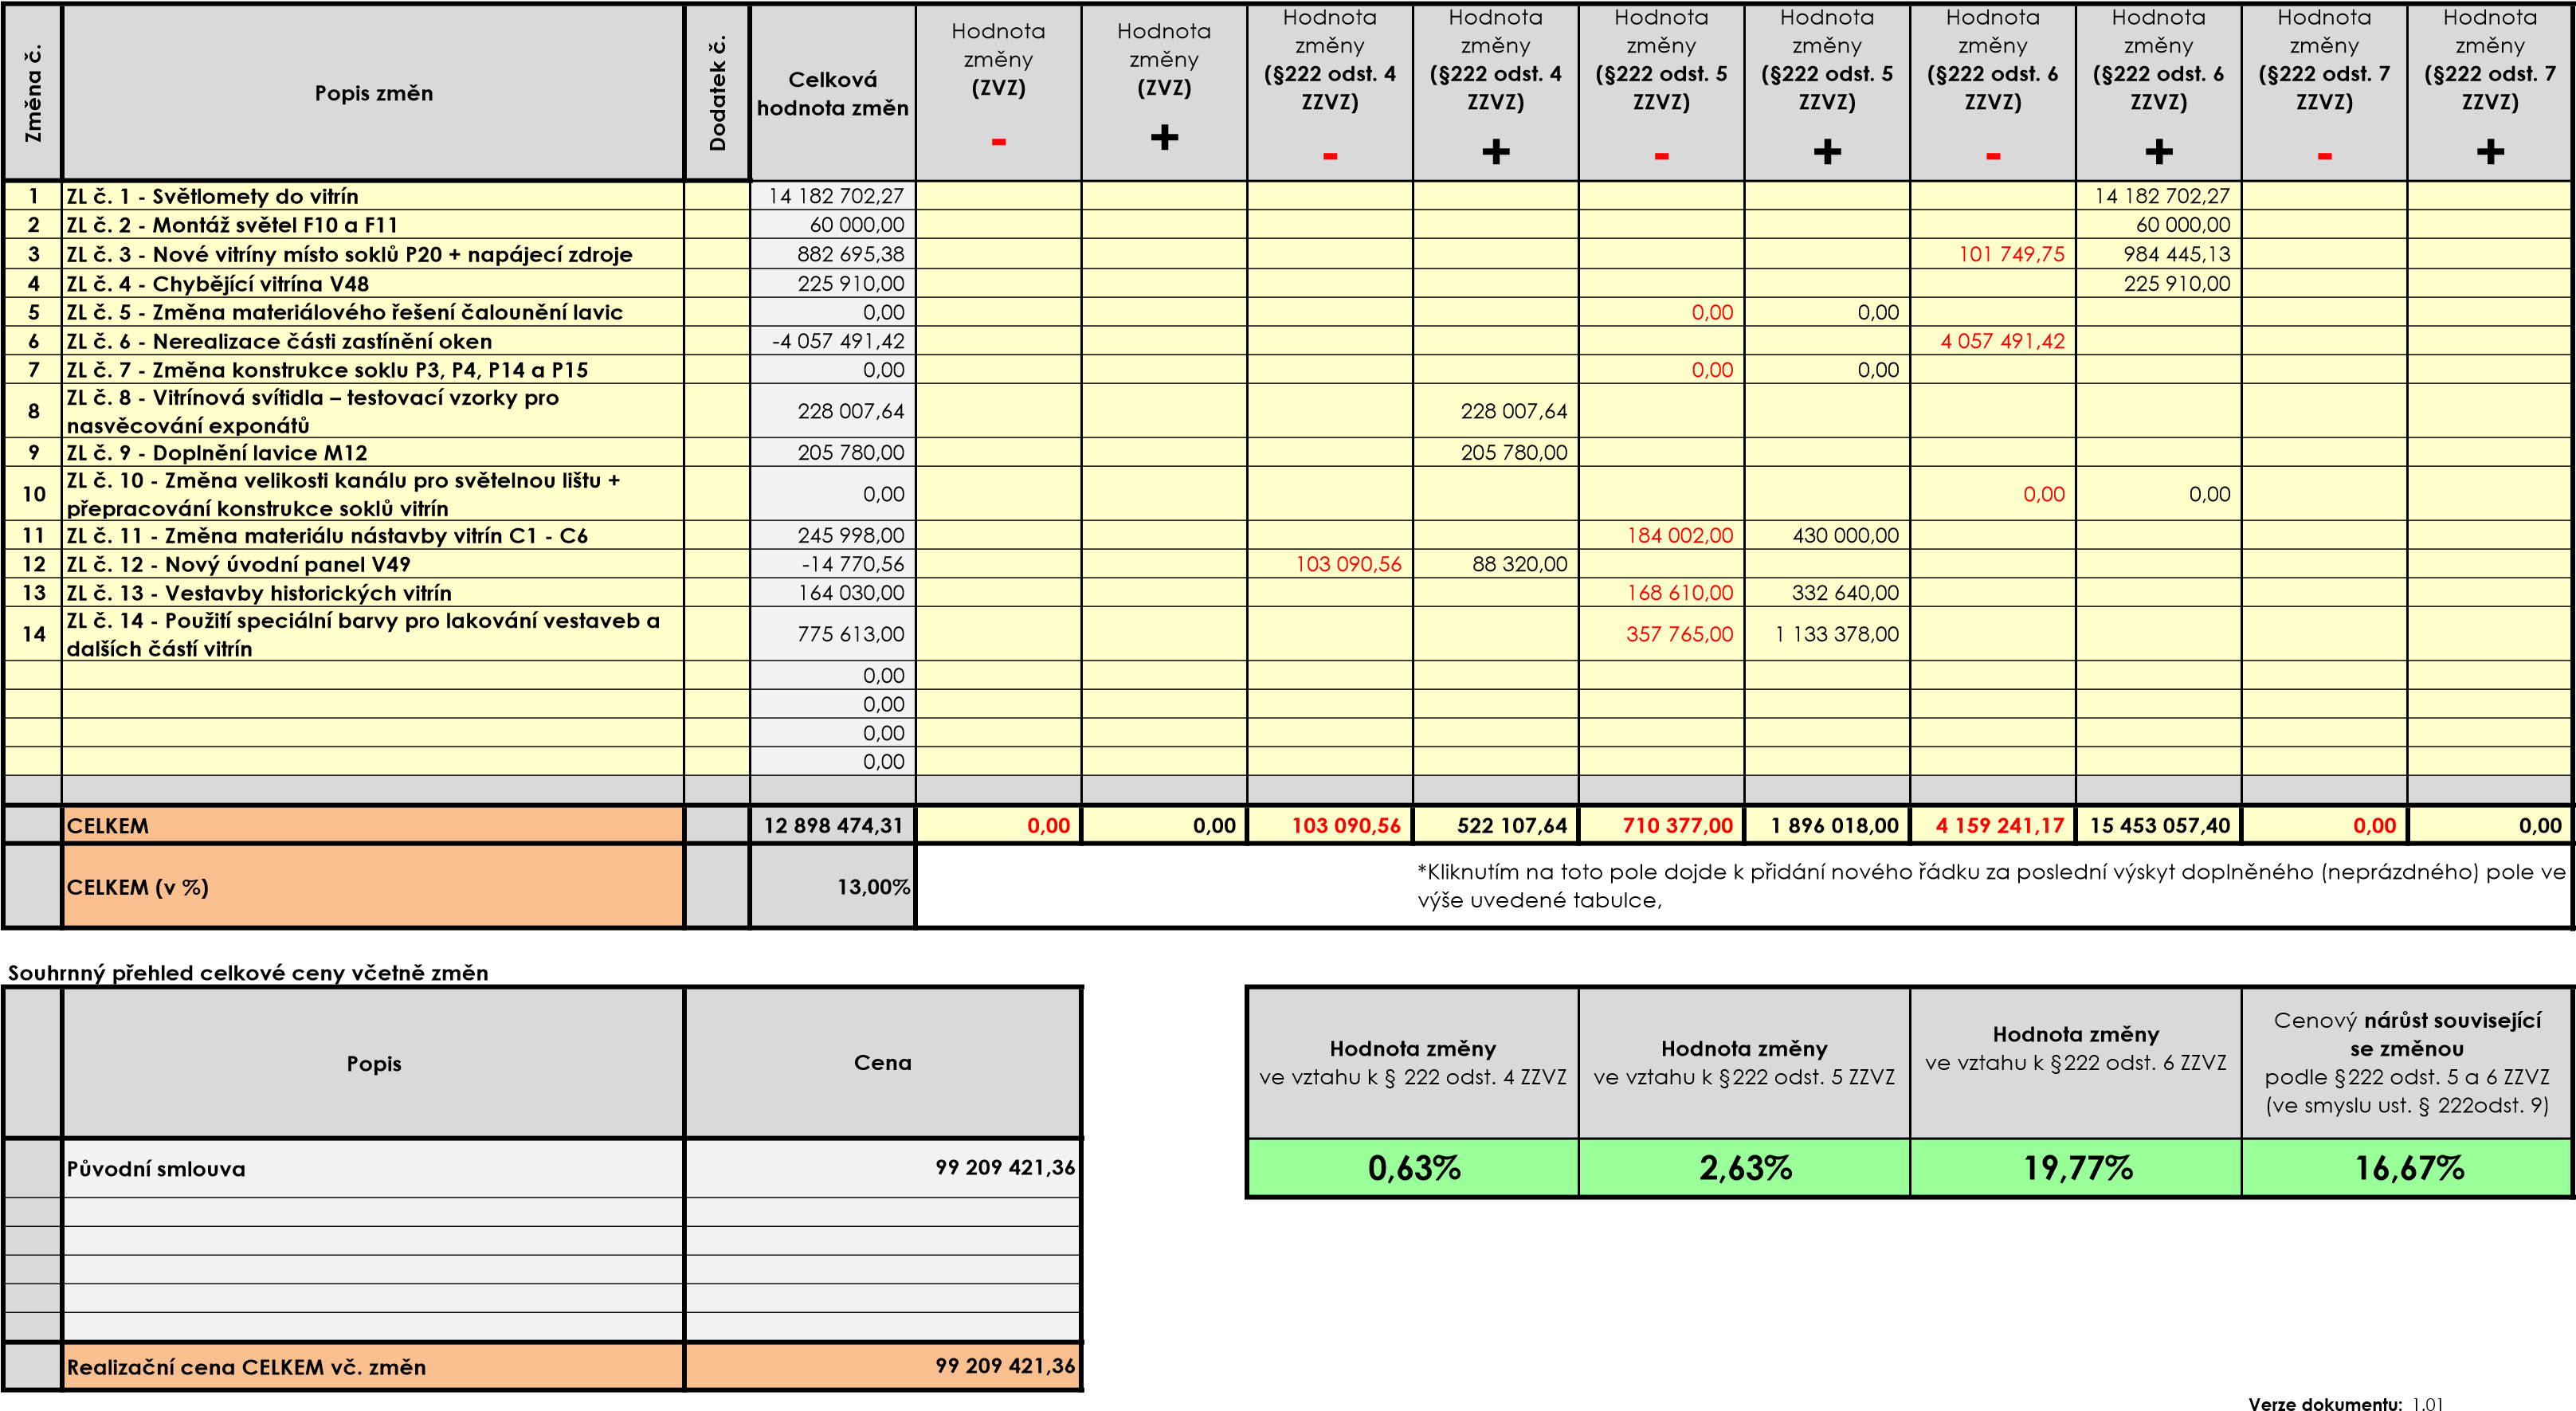 Změna č.
Popis změn
Dodatek č.
Celková
hodnota změn
Hodnota
změny
(ZVZ)
-
Hodnota
změny
(ZVZ)
+
Hodnota
změny
(§222 odst. 4
ZZVZ)
-
Hodnota
změny
(§222 odst. 4
ZZVZ)
+
Hodnota
změny
(§222 odst. 5
ZZVZ)
-
Hodnota
změny
(§222 odst. 5
ZZVZ)
+
Hodnota
změny
(§222 odst. 6
ZZVZ)
-
Hodnota
změny
(§222 odst. 6
ZZVZ)
+
Hodnota
změny
(§222 odst. 7
ZZVZ)
-
Hodnota
změny
(§222 odst. 7
ZZVZ)
+
1 ZL č. 1 - Světlomety do vitrín 14 182 702,27 14 182 702,27
2 ZL č. 2 - Montáž světel F10 a F11 60 000,00 60 000,00
3 ZL č. 3 - Nové vitríny místo soklů P20 + napájecí zdroje 882 695,38 101 749,75 984 445,13
4 ZL č. 4 - Chybějící vitrína V48 225 910,00 225 910,00
5 ZL č. 5 - Změna materiálového řešení čalounění lavic 0,00 0,00 0,00
6 ZL č. 6 - Nerealizace části zastínění oken -4 057 491,42 4 057 491,42
7 ZL č. 7 - Změna konstrukce soklu P3, P4, P14 a P15 0,00 0,00 0,00
8 ZL č. 8 - Vitrínová svítidla – testovací vzorky pro
nasvěcování exponátů 228 007,64 228 007,64
9 ZL č. 9 - Doplnění lavice M12 205 780,00 205 780,00
10 ZL č. 10 - Změna velikosti kanálu pro světelnou lištu +
přepracování konstrukce soklů vitrín 0,00 0,00 0,00
11 ZL č. 11 - Změna materiálu nástavby vitrín C1 - C6 245 998,00 184 002,00 430 000,00
12 ZL č. 12 - Nový úvodní panel V49 -14 770,56 103 090,56 88 320,00
13 ZL č. 13 - Vestavby historických vitrín 164 030,00 168 610,00 332 640,00
14 ZL č. 14 - Použití speciální barvy pro lakování vestaveb a
dalších částí vitrín 775 613,00 357 765,00 1 133 378,00
0,00
0,00
0,00
0,00
CELKEM 12 898 474,31 0,00 0,00 103 090,56 522 107,64 710 377,00 1 896 018,00 4 159 241,17 15 453 057,40 0,00 0,00
CELKEM (v %) 13,00%
*Kliknutím na toto pole dojde k přidání nového řádku za poslední výskyt doplněného (neprázdného) pole ve
výše uvedené tabulce,
Souhrnný přehled celkové ceny včetně změn
Popis Cena
Původní smlouva 99 209 421,36
Realizační cena CELKEM vč. změn 99 209 421,36
Hodnota změny
ve vztahu k § 222 odst. 4 ZZVZ
Hodnota změny
ve vztahu k §222 odst. 5 ZZVZ
Hodnota změny
ve vztahu k §222 odst. 6 ZZVZ
Cenový nárůst související
se změnou
podle §222 odst. 5 a 6 ZZVZ
(ve smyslu ust. § 222odst. 9)
0,63% 2,63% 19,77% 16,67%
Verze dokumentu: 1.01